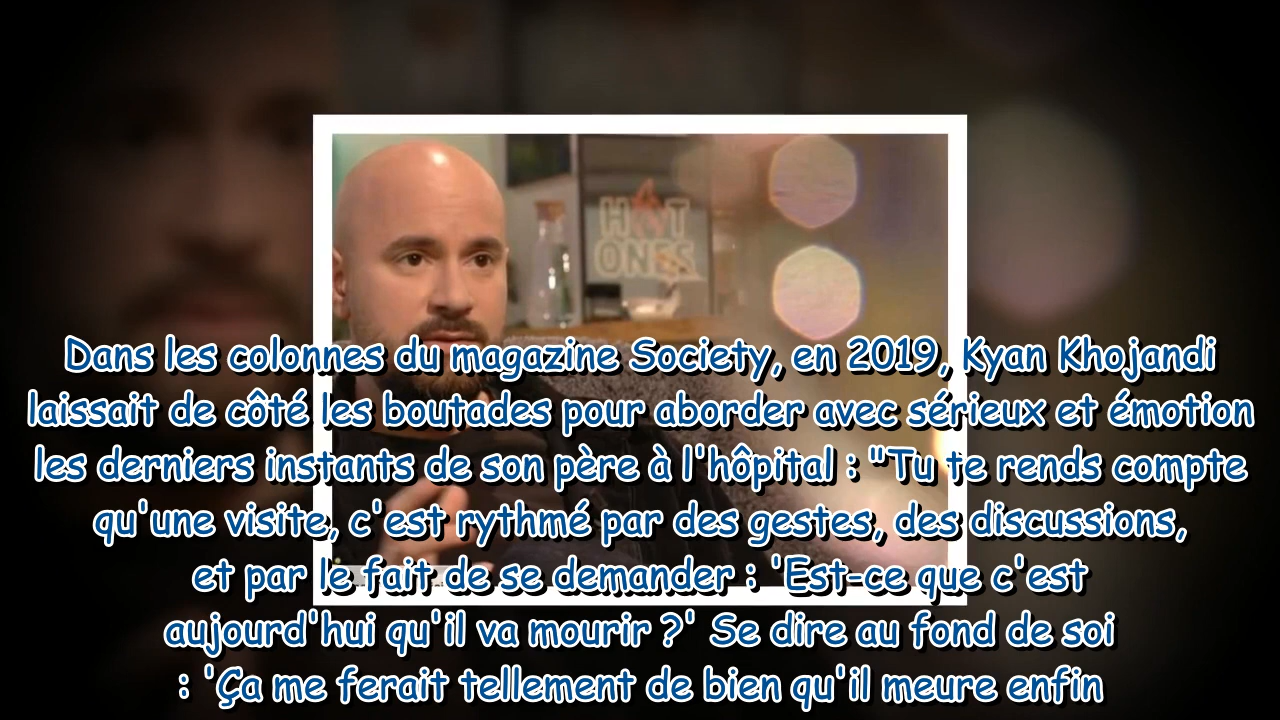 HOT
ONES
Dans les colonnes du magazine Society, en 2019, Kyan Khojandi
laissait de côté les boutades pour aborder avec sérieux et émotion
les derniers instants de son père à l'hôpital : "Tu te rends compte
qu'une visite, c'est rythmé par des gestes, des discussions,
et par le fait de se demander : 'Est-ce que c'est
aujourd'hui qu'il va mourir ?' Se dire au fond de soi
: 'Ça me ferait tellement de bien qu'il meure enfin